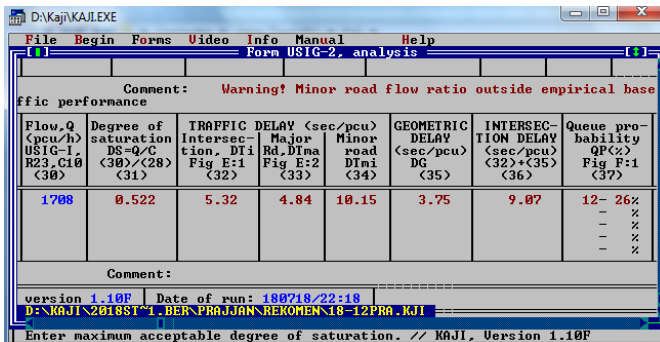 D:\Kaji\KAJI.EXE
File Begin Forms Video Info Manual Help
Form USIG-2, analysis
Comment: Warning! Minor road flow ratio outside empirical base
ffic performance
Flow,Q Degree of TRAFFIC DELAY (sec/pcu) GEOMETRIC INTERSEC- Queue pro-
(pcu/h) saturation Intersec- Major Minor DELAY TION DELAY bability
USIG-I, DS=Q/C tion, DTi Rd,DTma road (sec/pcu) (sec/pcu) QP(%)
R23,C10 (30)/(28) Fig E:1 Fig E:2 DTmi DG (32)+(35) Fig F:1
(30) (31) (32) (33) (34) (35) (36) (37)
1708 0.522 5.32 4.84 10.15 3.75 9.07 12- 26%
- %
- %
- %
Comment:
version 1.10F Date of run: 180718/22:18
D:\KAJI\2018ST~1.BER\PRAJJAN\REKOMEN\18-12PRA.KJI
Enter maximum acceptable degree of saturation. // KAJI, Version 1.10F